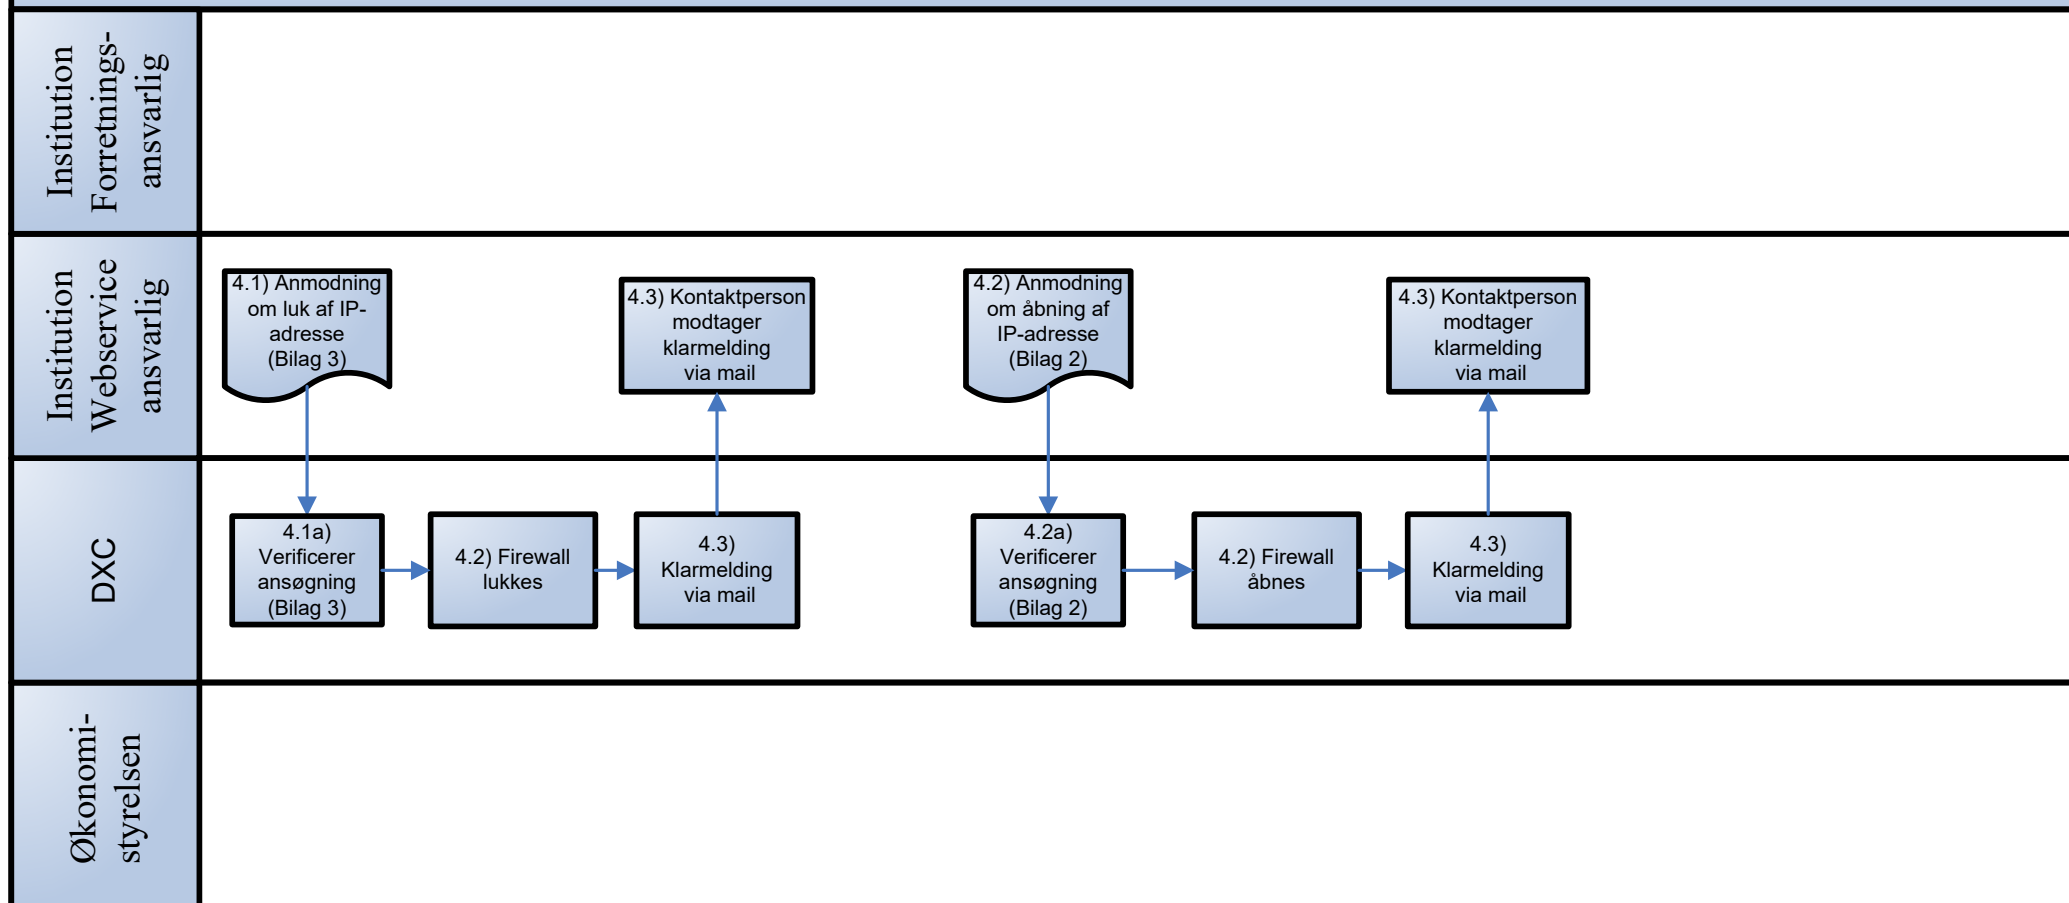 Institution
Forretnings-
ansvarlig
Institution
Webservice
ansvarlig
4.1) Anmodning
om luk af IP-
adresse
(Bilag 3)
4.3) Kontaktperson
modtager
klarmelding
via mail
4.2) Anmodning
om åbning af
IP-adresse
(Bilag 2)
4.3) Kontaktperson
modtager
klarmelding
via mail
DXC
4.1a)
Verificerer
ansøgning
(Bilag 3)
4.2) Firewall
lukkes
4.3)
Klarmelding
via mail
4.2a)
Verificerer
ansøgning
(Bilag 2)
4.2) Firewall
åbnes
4.3)
Klarmelding
via mail
Økonomi-
styrelsen